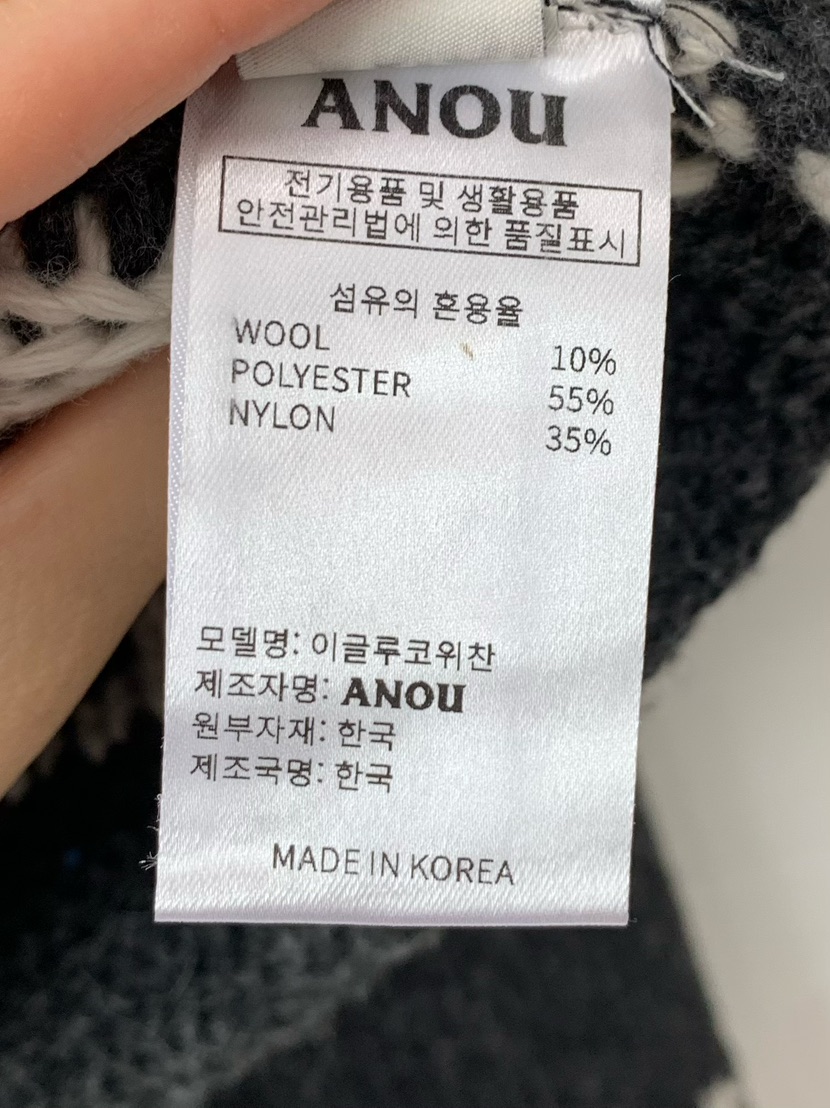 ANOU
전기용품 및 생활용품
안전관리법에 의한 품질표시
섬유의 혼용율
WOOL 10%
POLYESTER 55%
NYLON 35%
모델명: 이글루코위찬
제조자명: ANOU
원부자재: 한국
제조국명: 한국
MADE IN KOREA